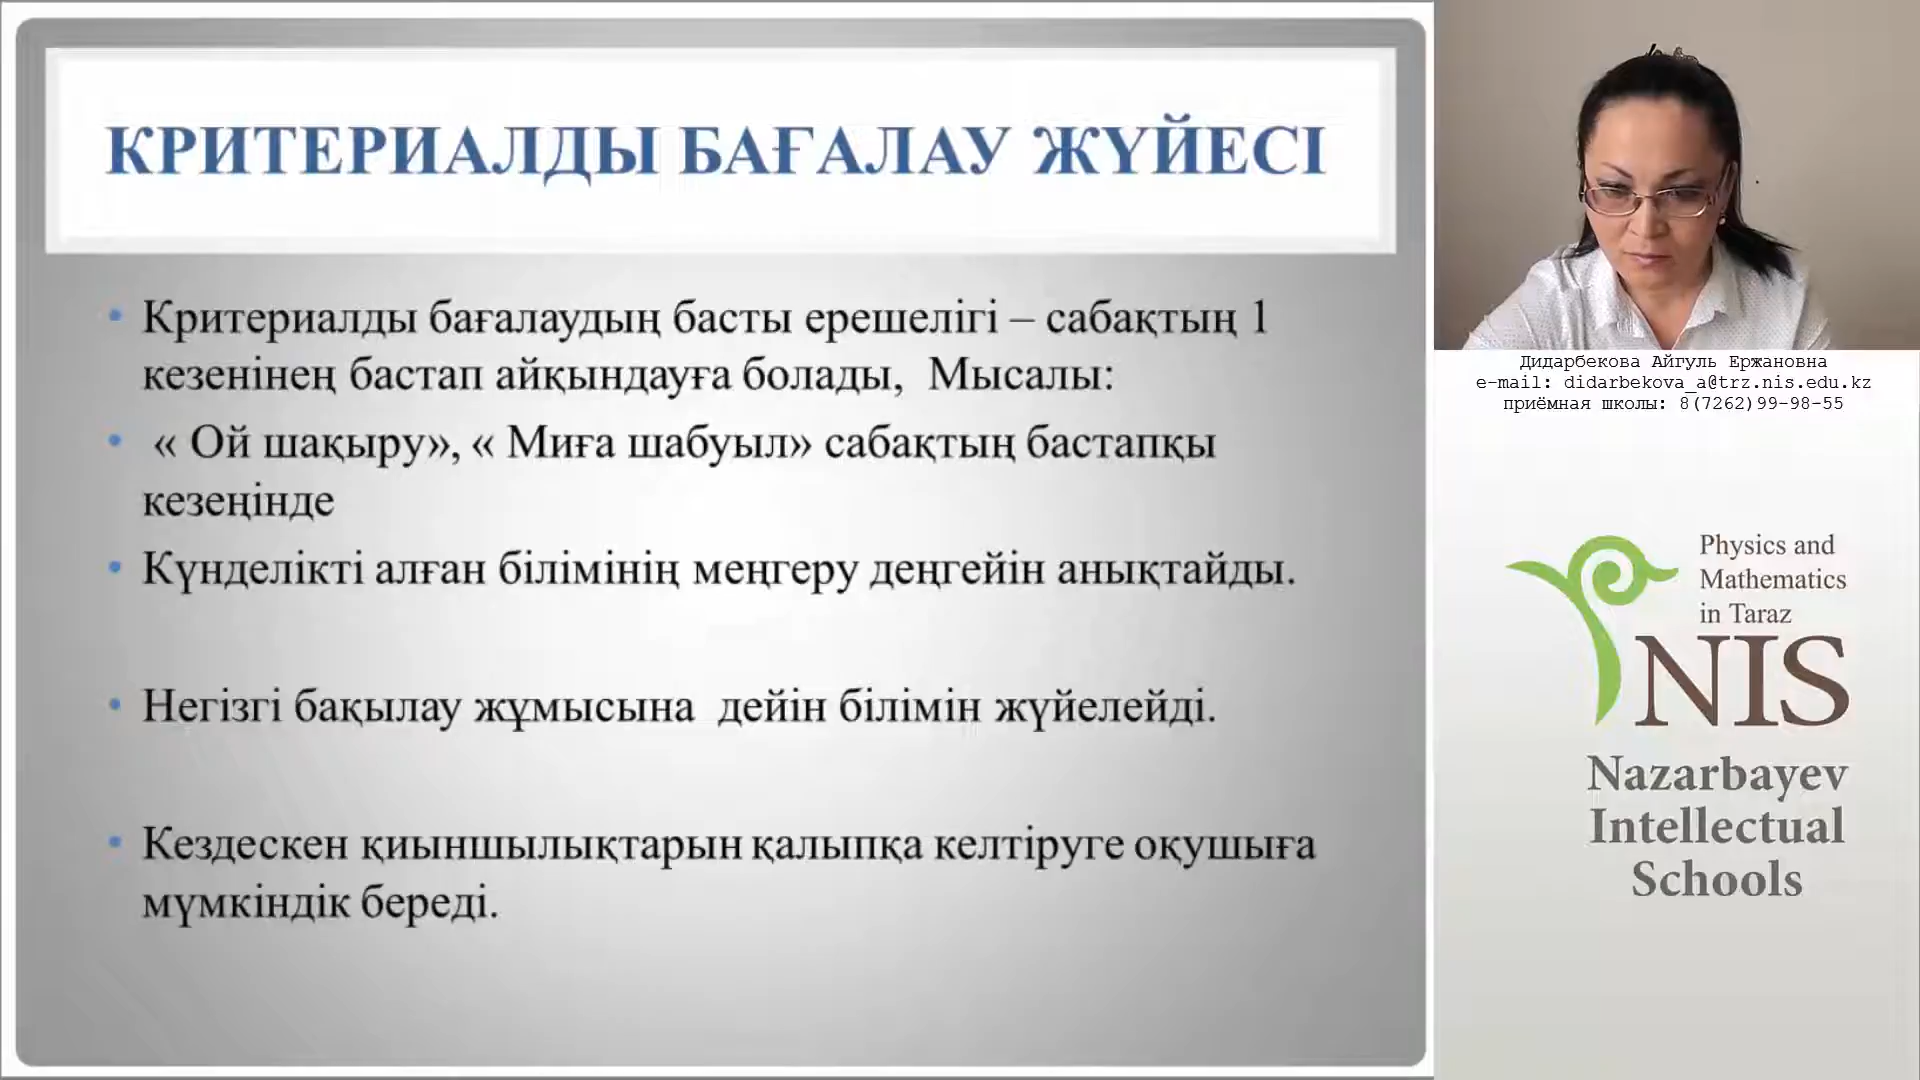 КРИТЕРИАЛДЫ БАҒАЛАУ ЖҮЙЕСІ
• Критериалды бағалаудың басты ерешелігі – сабақтың 1
кезенінең бастап айқындауға болады, Мысалы:
• « Ой шақыру», « Миға шабуыл» сабақтың бастапқы
кезеңінде
• Күнделікті алған білімінің меңгеру деңгейін анықтайды.
• Негізгі бақылау жұмысына дейін білімін жүйелейді.
• Кездескен қиыншылықтарын қалыпқа келтіруге оқушыға
мүмкіндік береді.
Дидарбекова Айгуль Ержановна
e-mail: didarbekova_a@trz.nis.edu.kz
приёмная школы: 8(7262)99-98-55
Physics and
Mathematics
in Taraz
NIS
Nazarbayev
Intellectual
Schools